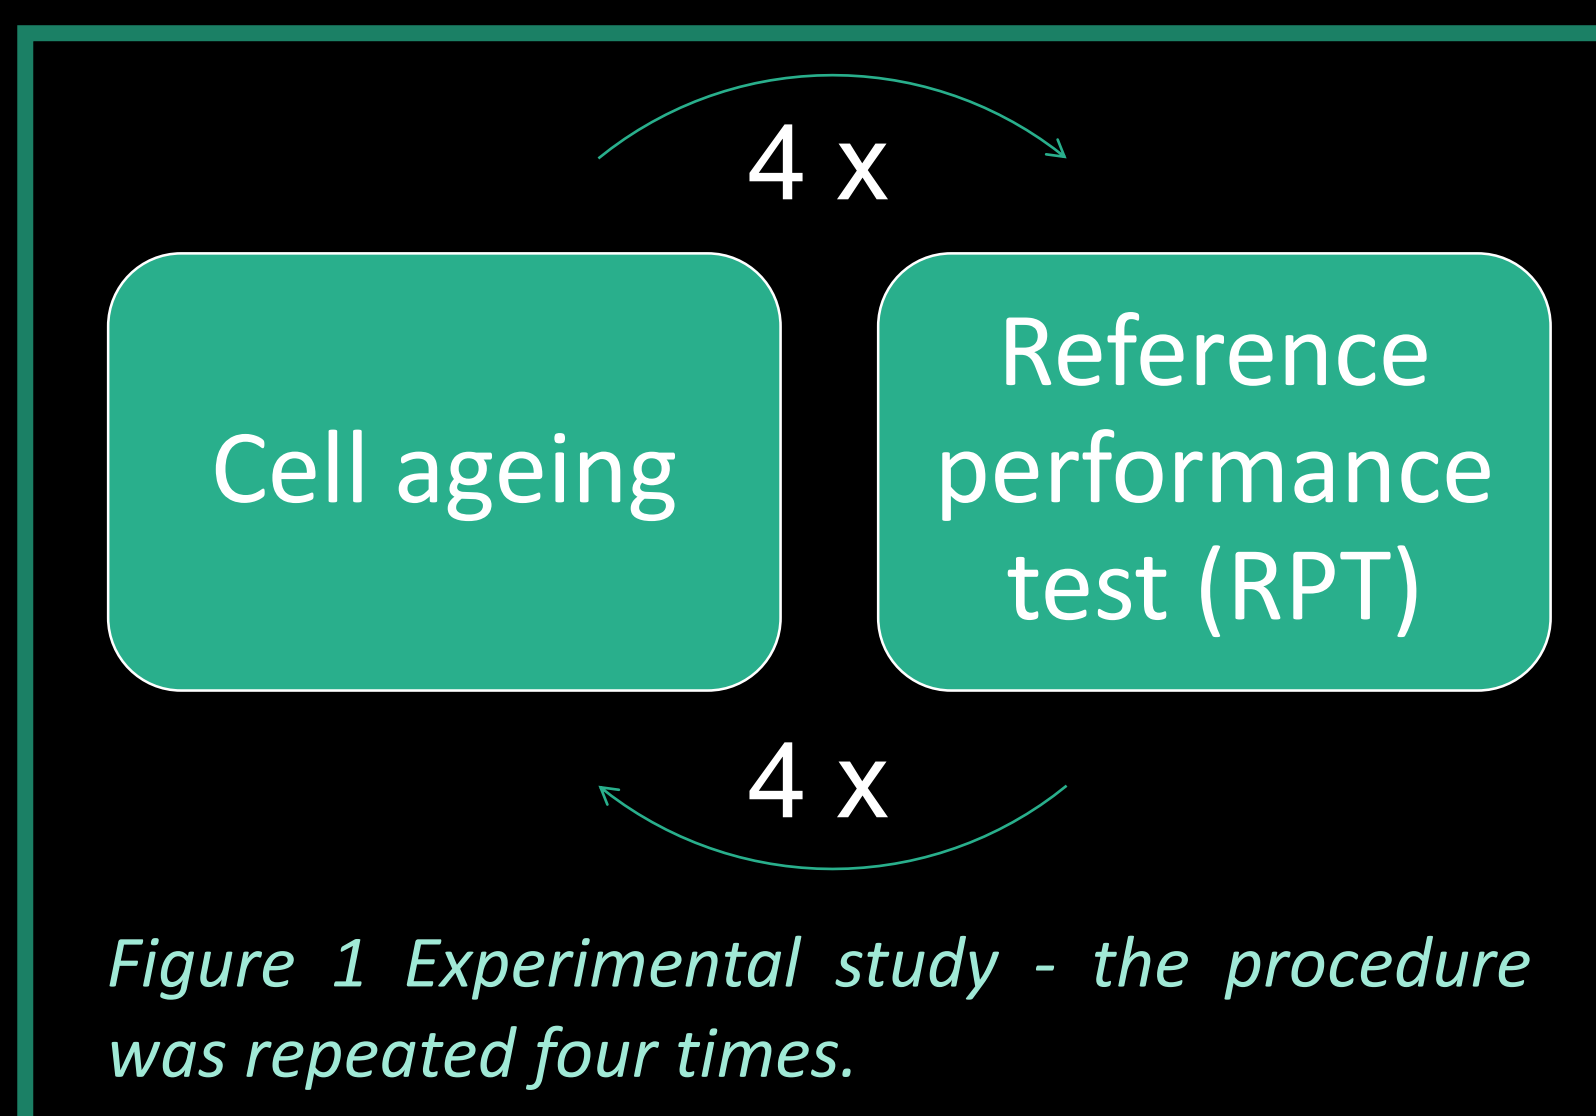 4 x
Cell ageing
Reference
performance
test (RPT)
4 x
Figure 1 Experimental study - the procedure
was repeated four times.